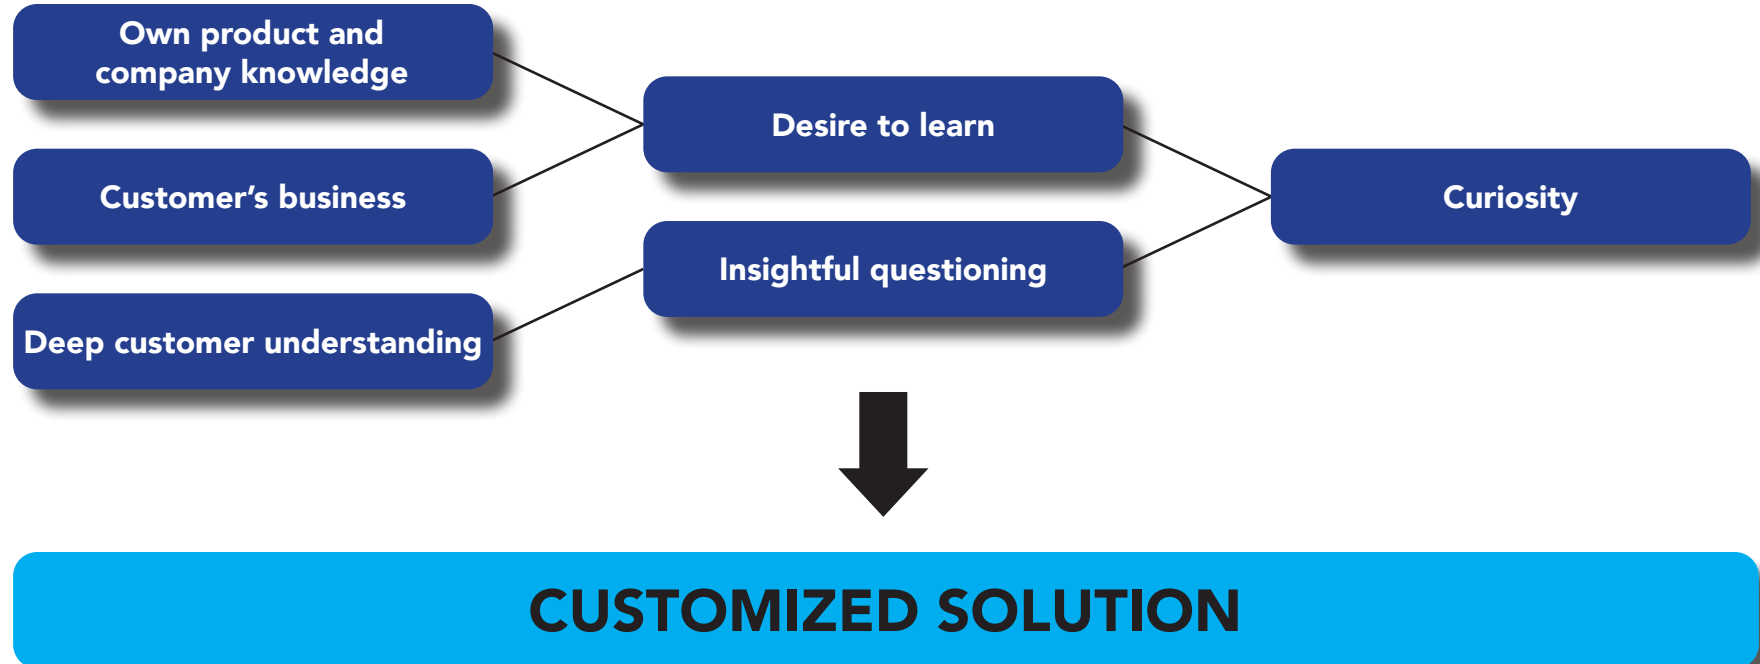 Own product and
company knowledge
Desire to learn
Customer’s business
Curiosity
Insightful questioning
Deep customer understanding
CUSTOMIZED SOLUTION